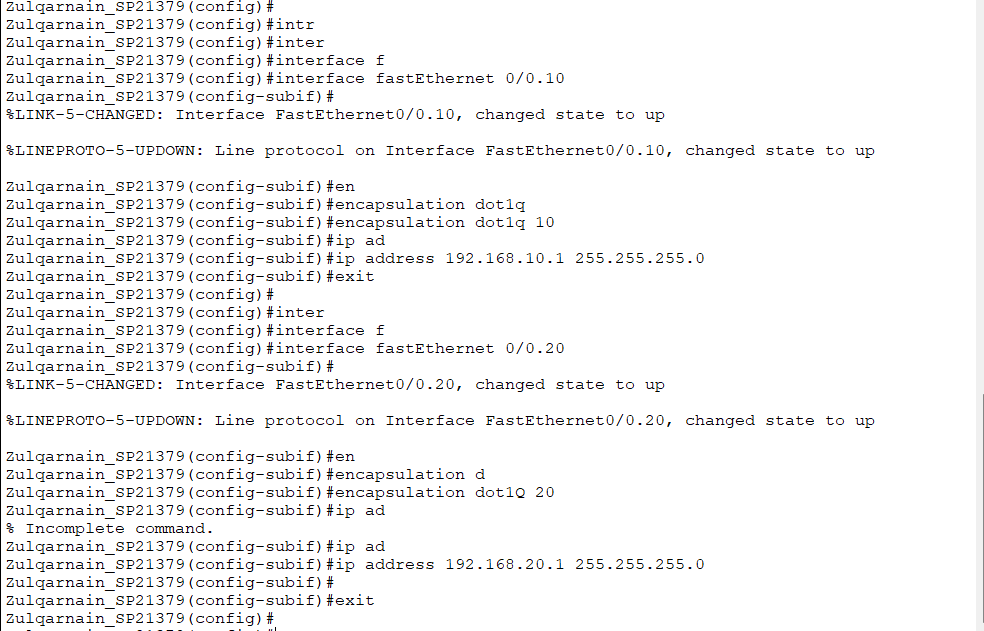 Zulqarnain_SP21379(config)#
Zulqarnain_SP21379(config)#intr
Zulqarnain_SP21379(config)#inter
Zulqarnain_SP21379(config)#interface f
Zulqarnain_SP21379(config)#interface fastEthernet 0/0.10
Zulqarnain_SP21379(config-subif)#
%LINK-5-CHANGED: Interface FastEthernet0/0.10, changed state to up
%LINEPROTO-5-UPDOWN: Line protocol on Interface FastEthernet0/0.10, changed state to up
Zulqarnain_SP21379(config-subif)#en
Zulqarnain_SP21379(config-subif)#encapsulation dot1q
Zulqarnain_SP21379(config-subif)#encapsulation dot1q 10
Zulqarnain_SP21379(config-subif)#ip ad
Zulqarnain_SP21379(config-subif)#ip address 192.168.10.1 255.255.255.0
Zulqarnain_SP21379(config-subif)#exit
Zulqarnain_SP21379(config)#
Zulqarnain_SP21379(config)#inter
Zulqarnain_SP21379(config)#interface f
Zulqarnain_SP21379(config)#interface fastEthernet 0/0.20
Zulqarnain_SP21379(config-subif)#
%LINK-5-CHANGED: Interface FastEthernet0/0.20, changed state to up
%LINEPROTO-5-UPDOWN: Line protocol on Interface FastEthernet0/0.20, changed state to up
Zulqarnain_SP21379(config-subif)#en
Zulqarnain_SP21379(config-subif)#encapsulation d
Zulqarnain_SP21379(config-subif)#encapsulation dot1Q 20
Zulqarnain_SP21379(config-subif)#ip ad
% Incomplete command.
Zulqarnain_SP21379(config-subif)#ip ad
Zulqarnain_SP21379(config-subif)#ip address 192.168.20.1 255.255.255.0
Zulqarnain_SP21379(config-subif)#
Zulqarnain_SP21379(config-subif)#exit
Zulqarnain_SP21379(config)#